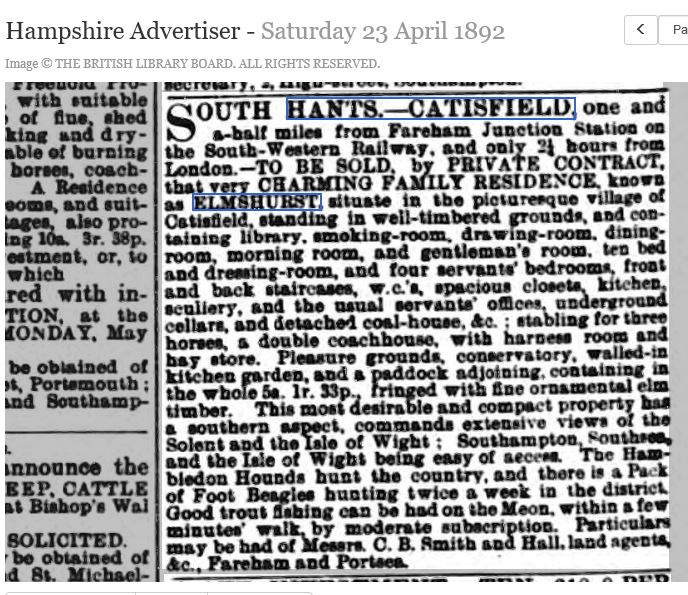 Hampshire Advertiser - Saturday 23 April 1892
Pa
Image © THE BRITISH LIBRARY BOARD. ALL RIGHTS RESERVED.
with suitable
of flue, shed
king and dry-
able of burning
horses, coach-
A Residence
ooms, and suit-
tages, also pro-
ing 10a. 3r. 38p.
estment, or, to
which
red with in-
TION, at the
MONDAY, May
be obtained of
st, Portsmouth;
and Southamp-
announce the
EEP, CATTLE
at Bishop's Wal
SOLICITED.
be obtained of
d St. Michael-
SOUTH HANTS.—CATISFIELD, one and
a-half miles from Fareham Junction Station on
the South-Western Railway, and only 2½ hours from
London.—TO BE SOLD, by PRIVATE CONTRACT,
that very CHARMING FAMILY RESIDENCE, known
as ELMSHURST, situate in the picturesque village of
Catisfield, standing in well-timbered grounds, and con-
taining library, smoking-room, drawing-room, dining-
room, morning room, and gentleman's room, ten bed
and dressing-room, and four servants' bedrooms, front
and back staircases, w.c.'s, spacious closets, kitchen,
scullery, and the usual servants' offices, underground
cellars, and detached coal-house, &c.; stabling for three
horses, a double coachhouse, with harness room and
hay store. Pleasure grounds, conservatory, walled-in
kitchen garden, and a paddock adjoining, containing in
the whole 5a. 1r. 33p., fringed with fine ornamental elm
timber. This most desirable and compact property has
a southern aspect, commands extensive views of the
Solent and the Isle of Wight; Southampton, Southsea,
and the Isle of Wight being easy of access. The Ham-
bledon Hounds hunt the country, and there is a Pack
of Foot Beagles hunting twice a week in the district.
Good trout fishing can be had on the Meon, within a few
minutes' walk, by moderate subscription. Particulars
may be had of Messrs. C. B. Smith and Hall, land agents,
&c., Fareham and Portsea.